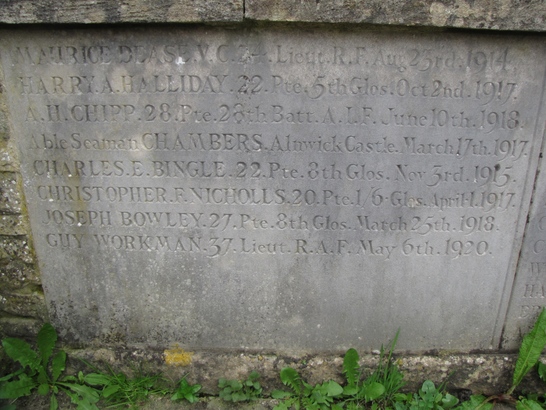 MAURICE DEASE. V.C. 24. Lieut. R.F. Aug. 23rd. 1914.
HARRY. A. HALLIDAY. 22. Pte. 5th Glos. Oct 2nd. 1917.
A. H. CHIPP. 28. Pte. 28th. Batt. A.I.F. June 10th. 1918.
Able Seaman CHAMBERS. Alnwick Castle. March 17th. 1917.
CHARLES. E. BINGLE. 22. Pte. 8th Glos. Nov 3rd. 1915.
CHRISTOPHER. F. NICHOLLS. 20. Pte. 1/6 Glos. April. 1. 1917.
JOSEPH BOWLEY. 27. Pte. 8th Glos. March 25th. 1918.
GUY WORKMAN. 37. Lieut. R.A.F. May 6th. 1920.